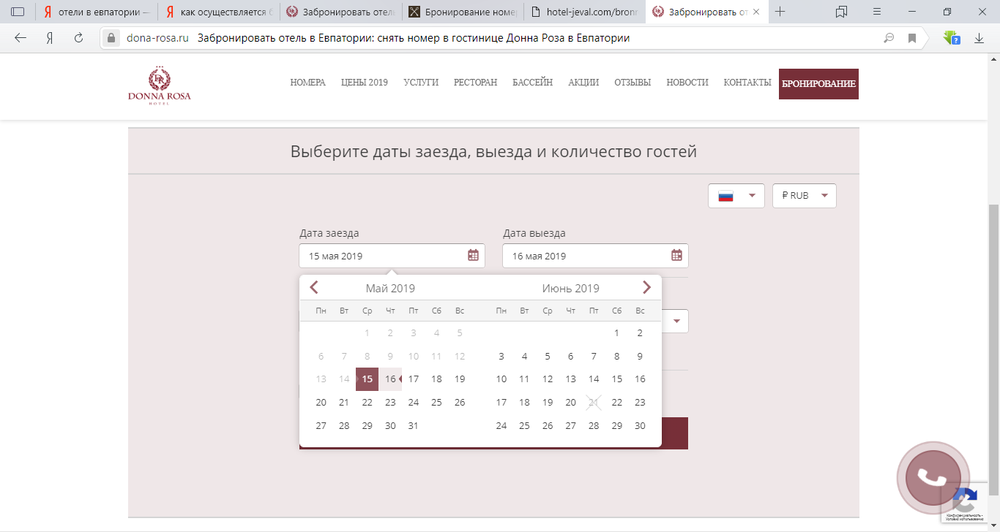 отели в евпатории —
как осуществляется б
Забронировать отель
Бронирование номер
hotel-jeval.com/bronr
Забронировать от
dona-rosa.ru Забронировать отель в Евпатории: снять номер в гостинице Донна Роза в Евпатории
DR
DONNA ROSA
HOTEL
НОМЕРА ЦЕНЫ 2019 УСЛУГИ РЕСТОРАН БАССЕЙН АКЦИИ ОТЗЫВЫ НОВОСТИ КОНТАКТЫ БРОНИРОВАНИЕ
Выберите даты заезда, выезда и количество гостей
₽ RUB
Дата заезда Дата выезда
15 мая 2019 16 мая 2019
Май 2019 Июнь 2019
Пн Вт Ср Чт Пт Сб Вс Пн Вт Ср Чт Пт Сб Вс
1 2 3 4 5 1 2
6 7 8 9 10 11 12 3 4 5 6 7 8 9
13 14 15 16 17 18 19 10 11 12 13 14 15 16
20 21 22 23 24 25 26 17 18 19 20 21 22 23
27 28 29 30 31 24 25 26 27 28 29 30
Конфиденциальность -
Условия использования